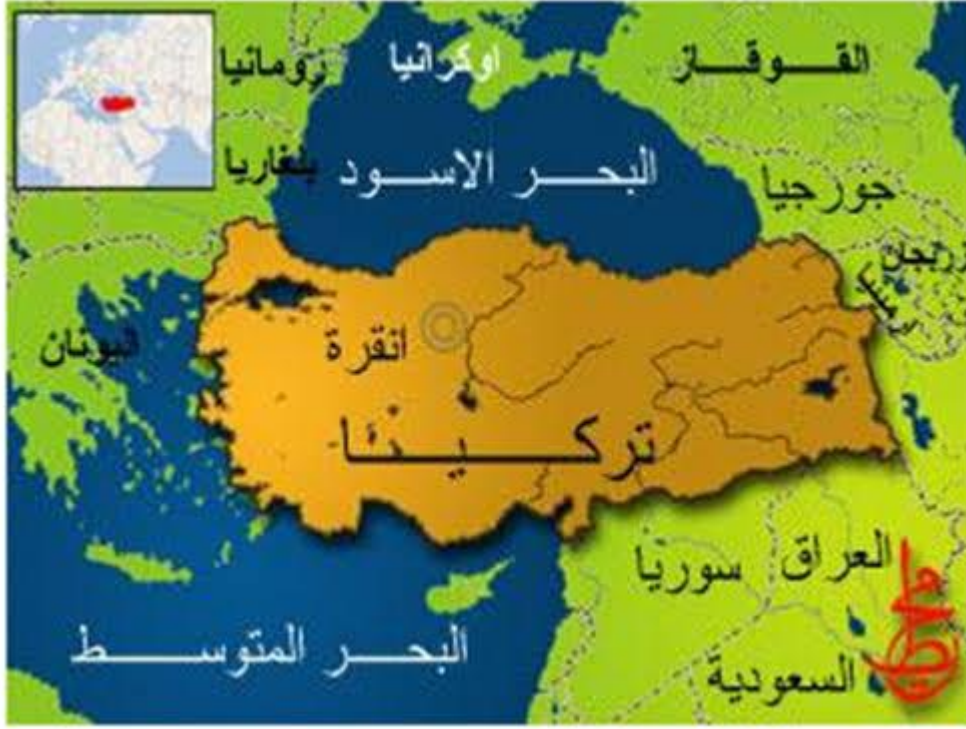 رومانيا
اوكرانيا
القوقاز
بلغاريا
البحر الاسود
جورجيا
اليونان
انقرة
تركيا
سوريا
العراق
البحر المتوسط
السعودية